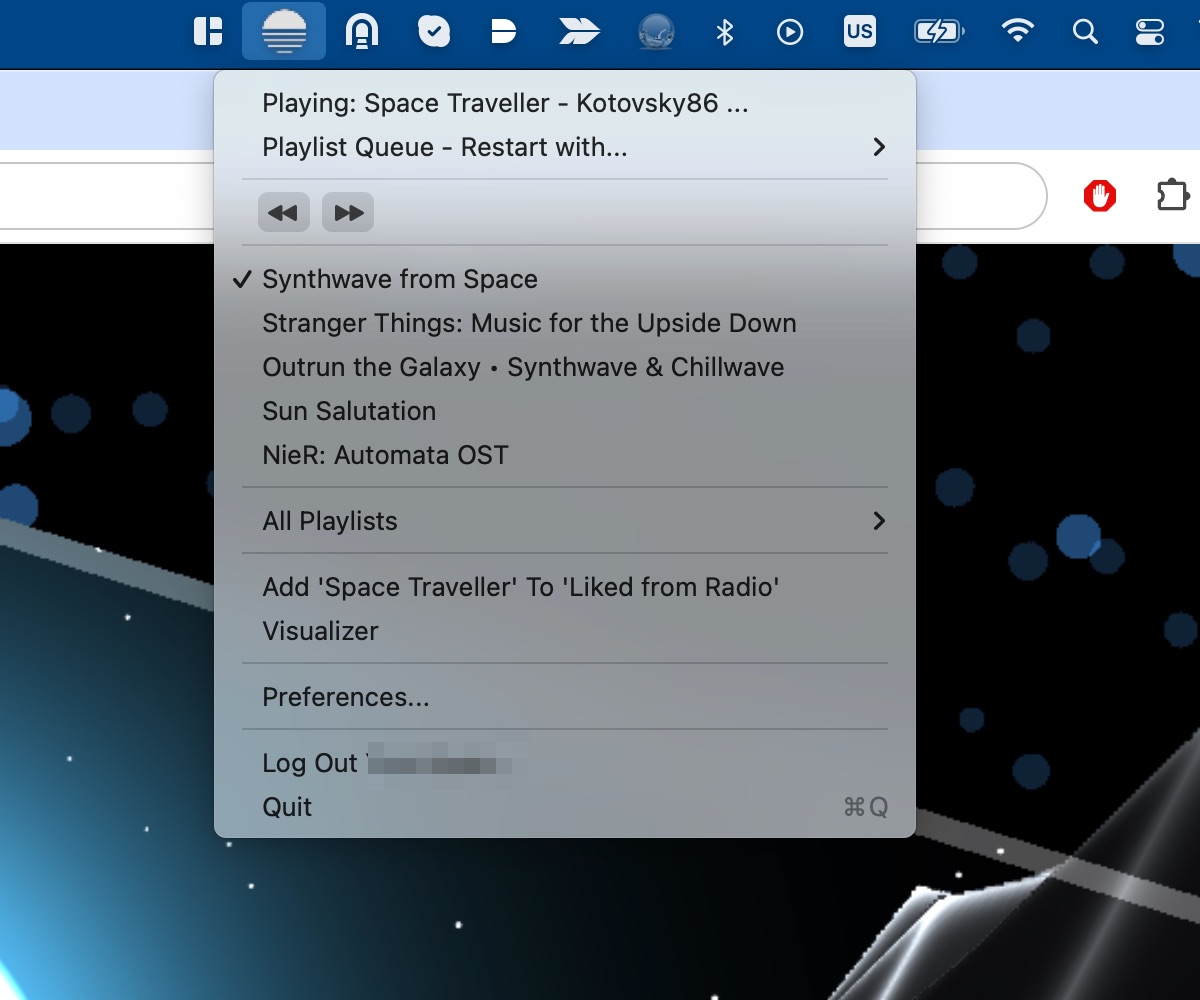 US
Playing: Space Traveller - Kotovsky86 ...
Playlist Queue - Restart with...
Synthwave from Space
Stranger Things: Music for the Upside Down
Outrun the Galaxy • Synthwave & Chillwave
Sun Salutation
NieR: Automata OST
All Playlists
Add 'Space Traveller' To 'Liked from Radio'
Visualizer
Preferences...
Log Out
Quit ⌘Q